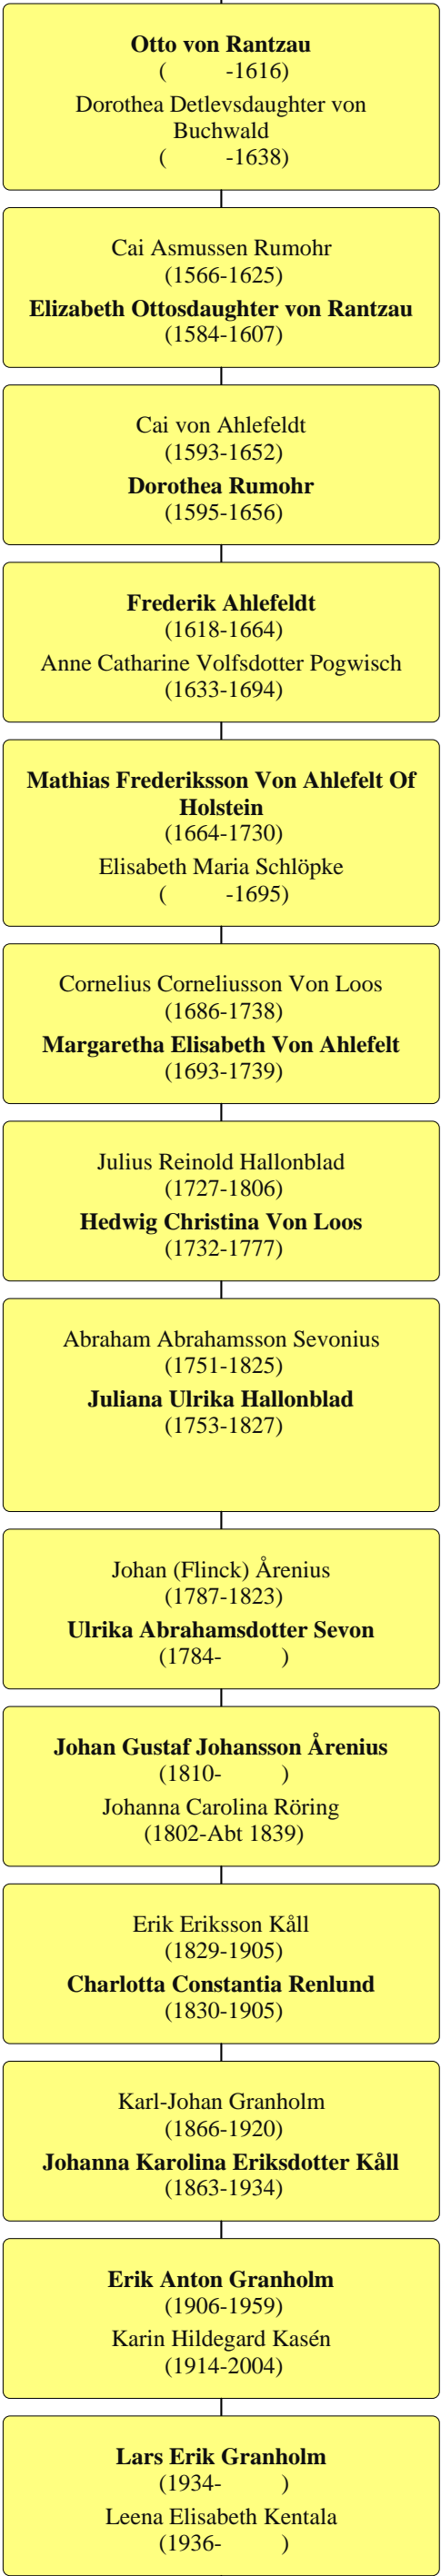 Otto von Rantzau
( -1616)
Dorothea Detlevsdaughter von
Buchwald
( -1638)
Cai Asmussen Rumohr
(1566-1625)
Elizabeth Ottosdaughter von Rantzau
(1584-1607)
Cai von Ahlefeldt
(1593-1652)
Dorothea Rumohr
(1595-1656)
Frederik Ahlefeldt
(1618-1664)
Anne Catharine Volfsdotter Pogwisch
(1633-1694)
Mathias Frederiksson Von Ahlefelt Of
Holstein
(1664-1730)
Elisabeth Maria Schlöpke
( -1695)
Cornelius Corneliusson Von Loos
(1686-1738)
Margaretha Elisabeth Von Ahlefelt
(1693-1739)
Julius Reinold Hallonblad
(1727-1806)
Hedwig Christina Von Loos
(1732-1777)
Abraham Abrahamsson Sevonius
(1751-1825)
Juliana Ulrika Hallonblad
(1753-1827)
Johan (Flinck) Årenius
(1787-1823)
Ulrika Abrahamsdotter Sevon
(1784- )
Johan Gustaf Johansson Årenius
(1810- )
Johanna Carolina Röring
(1802-Abt 1839)
Erik Eriksson Kåll
(1829-1905)
Charlotta Constantia Renlund
(1830-1905)
Karl-Johan Granholm
(1866-1920)
Johanna Karolina Eriksdotter Kåll
(1863-1934)
Erik Anton Granholm
(1906-1959)
Karin Hildegard Kasén
(1914-2004)
Lars Erik Granholm
(1934- )
Leena Elisabeth Kentala
(1936- )